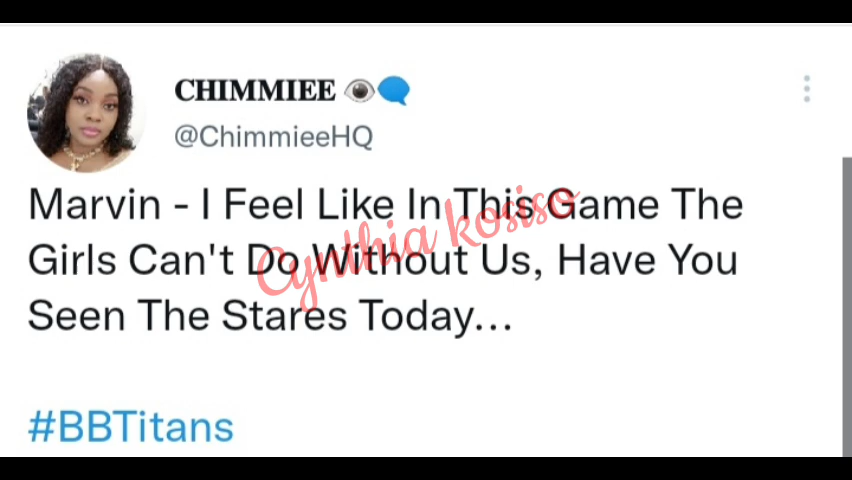 CHIMMIEE 👁🗨
@ChimmieeHQ
Marvin - I Feel Like In This Game The
Girls Can't Do Without Us, Have You
Seen The Stares Today...
#BBTitans
Cynthia kosiso